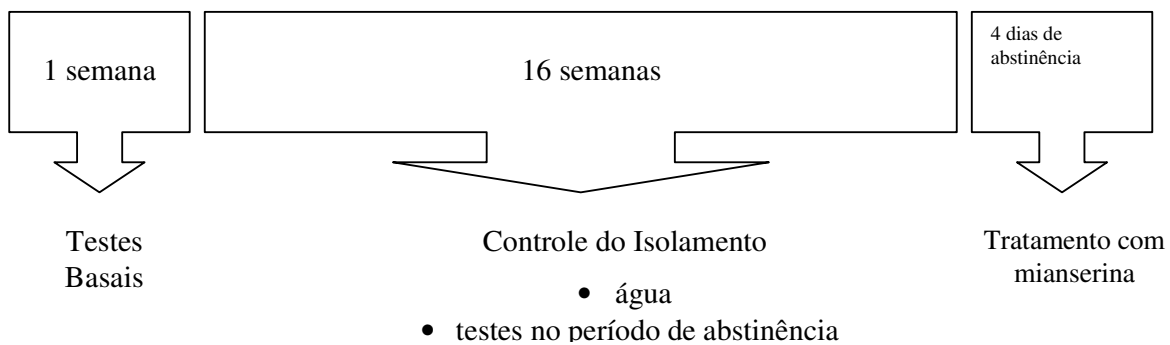 1 semana
16 semanas
4 dias de
abstinência
Testes
Basais
Controle do Isolamento
• água
• testes no período de abstinência
Tratamento com
mianserina